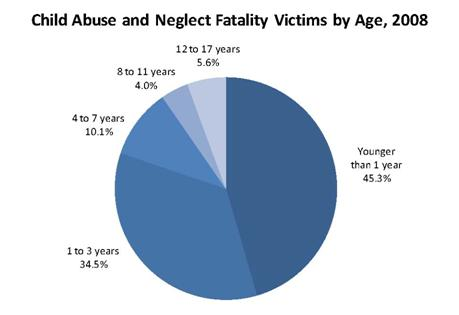 Child Abuse and Neglect Fatality Victims by Age, 2008
12 to 17 years
5.6%
8 to 11 years
4.0%
4 to 7 years
10.1%
Younger
than 1 year
45.3%
1 to 3 years
34.5%